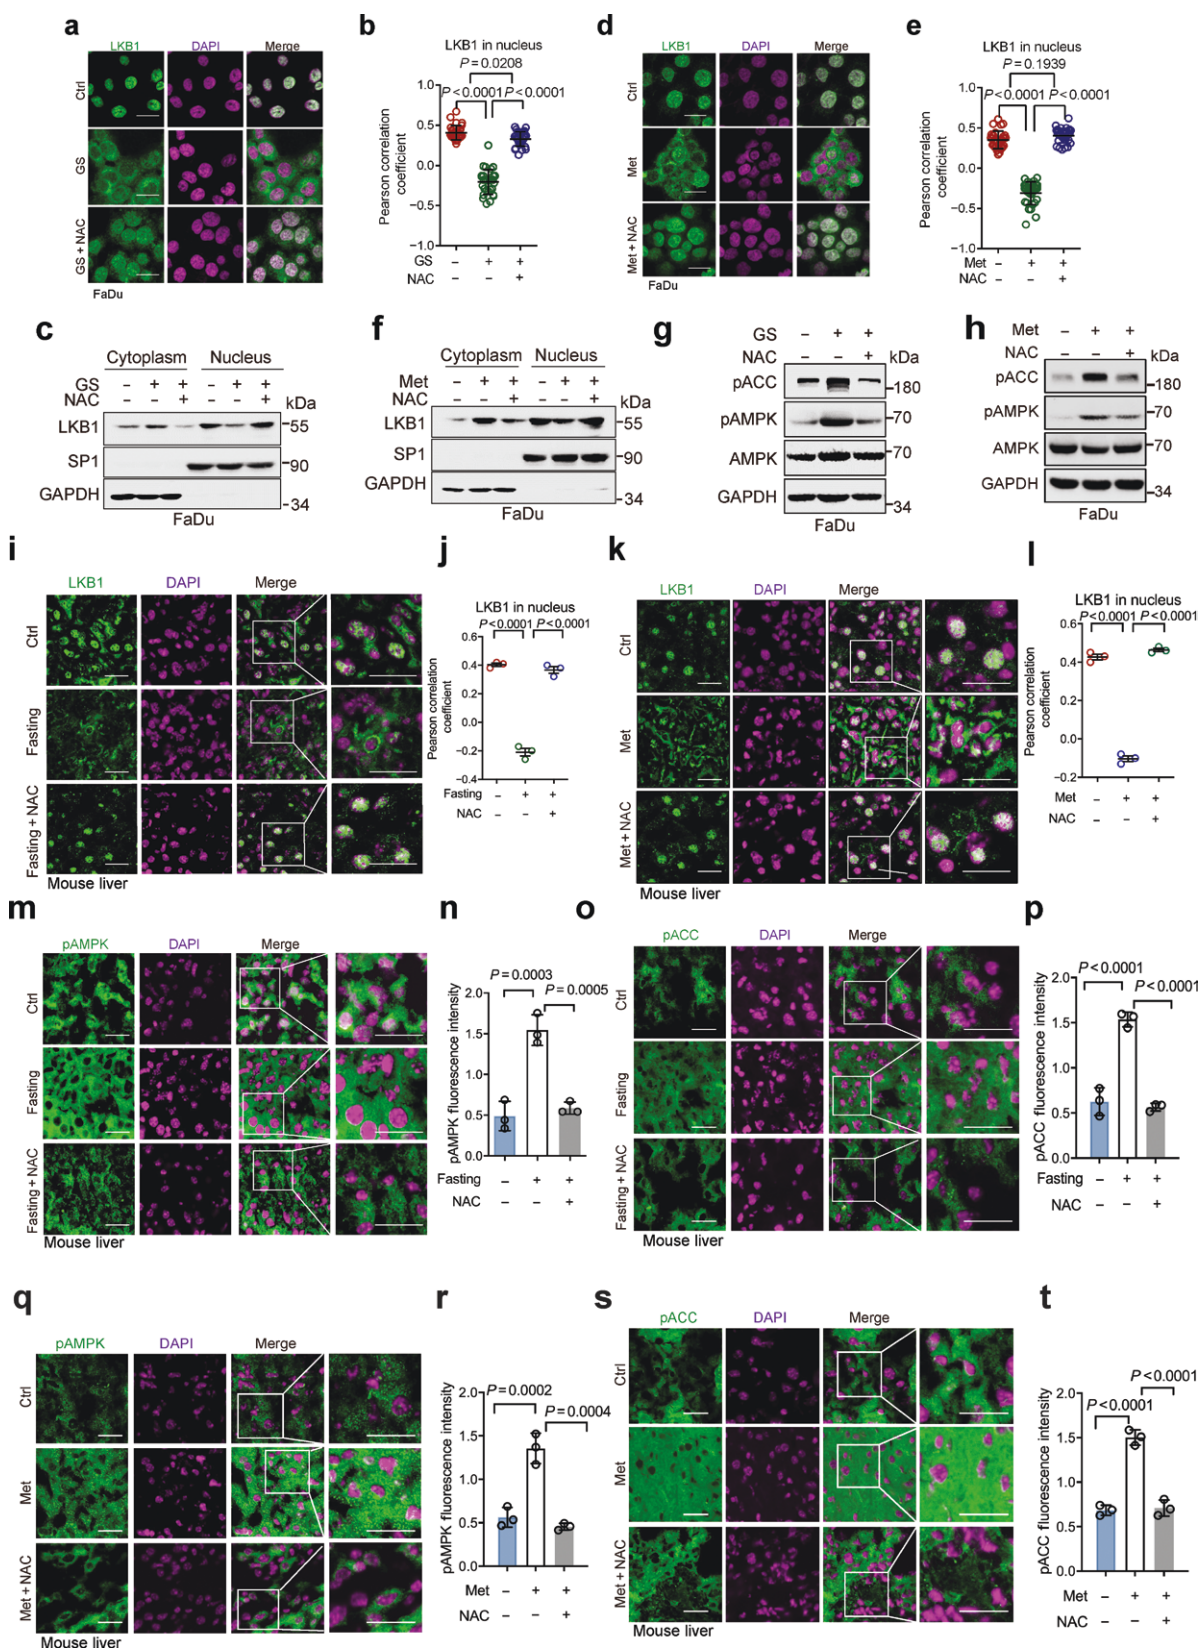 a
LKB1 DAPI Merge
Ctrl
GS
GS + NAC
FaDu
b
LKB1 in nucleus
P = 0.0208
P < 0.0001 P < 0.0001
Pearson correlation
coefficient
1.0
0.5
0.0
−0.5
−1.0
GS − + +
NAC − − +
d
LKB1 DAPI Merge
Ctrl
Met
Met + NAC
FaDu
e
LKB1 in nucleus
P = 0.1939
P < 0.0001 P < 0.0001
Pearson correlation
coefficient
1.0
0.5
0.0
−0.5
−1.0
Met − + +
NAC − − +
c
Cytoplasm Nucleus
GS − + + − + +
NAC − − + − − + kDa
LKB1 55
SP1 90
GAPDH 34
FaDu
f
Cytoplasm Nucleus
Met − + + − + +
NAC − − + − − + kDa
LKB1 55
SP1 90
GAPDH 34
FaDu
g
GS − + +
NAC − − + kDa
pACC 180
pAMPK 70
AMPK 70
GAPDH 34
FaDu
h
Met − + +
NAC − − + kDa
pACC 180
pAMPK 70
AMPK 70
GAPDH 34
FaDu
i
LKB1 DAPI Merge
Ctrl
Fasting
Fasting + NAC
Mouse liver
j
LKB1 in nucleus
P < 0.0001 P < 0.0001
Pearson correlation
coefficient
0.6
0.4
0.2
0.0
−0.2
−0.4
Fasting − + +
NAC − − +
k
LKB1 DAPI Merge
Ctrl
Met
Met + NAC
Mouse liver
l
LKB1 in nucleus
P < 0.0001 P < 0.0001
Pearson correlation
coefficient
0.6
0.4
0.2
0.0
−0.2
Met − + +
NAC − − +
m
pAMPK DAPI Merge
Ctrl
Fasting
Fasting + NAC
Mouse liver
n
P = 0.0003
P = 0.0005
pAMPK fluorescence intensity
2.0
1.5
1.0
0.5
0.0
Fasting − + +
NAC − − +
o
pACC DAPI Merge
Ctrl
Fasting
Fasting + NAC
Mouse liver
p
P < 0.0001
P < 0.0001
pACC fluorescence intensity
2.0
1.5
1.0
0.5
0.0
Fasting − + +
NAC − − +
q
pAMPK DAPI Merge
Ctrl
Met
Met + NAC
Mouse liver
r
P = 0.0002
P = 0.0004
pAMPK fluorescence intensity
2.0
1.5
1.0
0.5
0.0
Met − + +
NAC − − +
s
pACC DAPI Merge
Ctrl
Met
Met + NAC
Mouse liver
t
P < 0.0001
P < 0.0001
pACC fluorescence intensity
2.0
1.5
1.0
0.5
0.0
Met − + +
NAC − − +